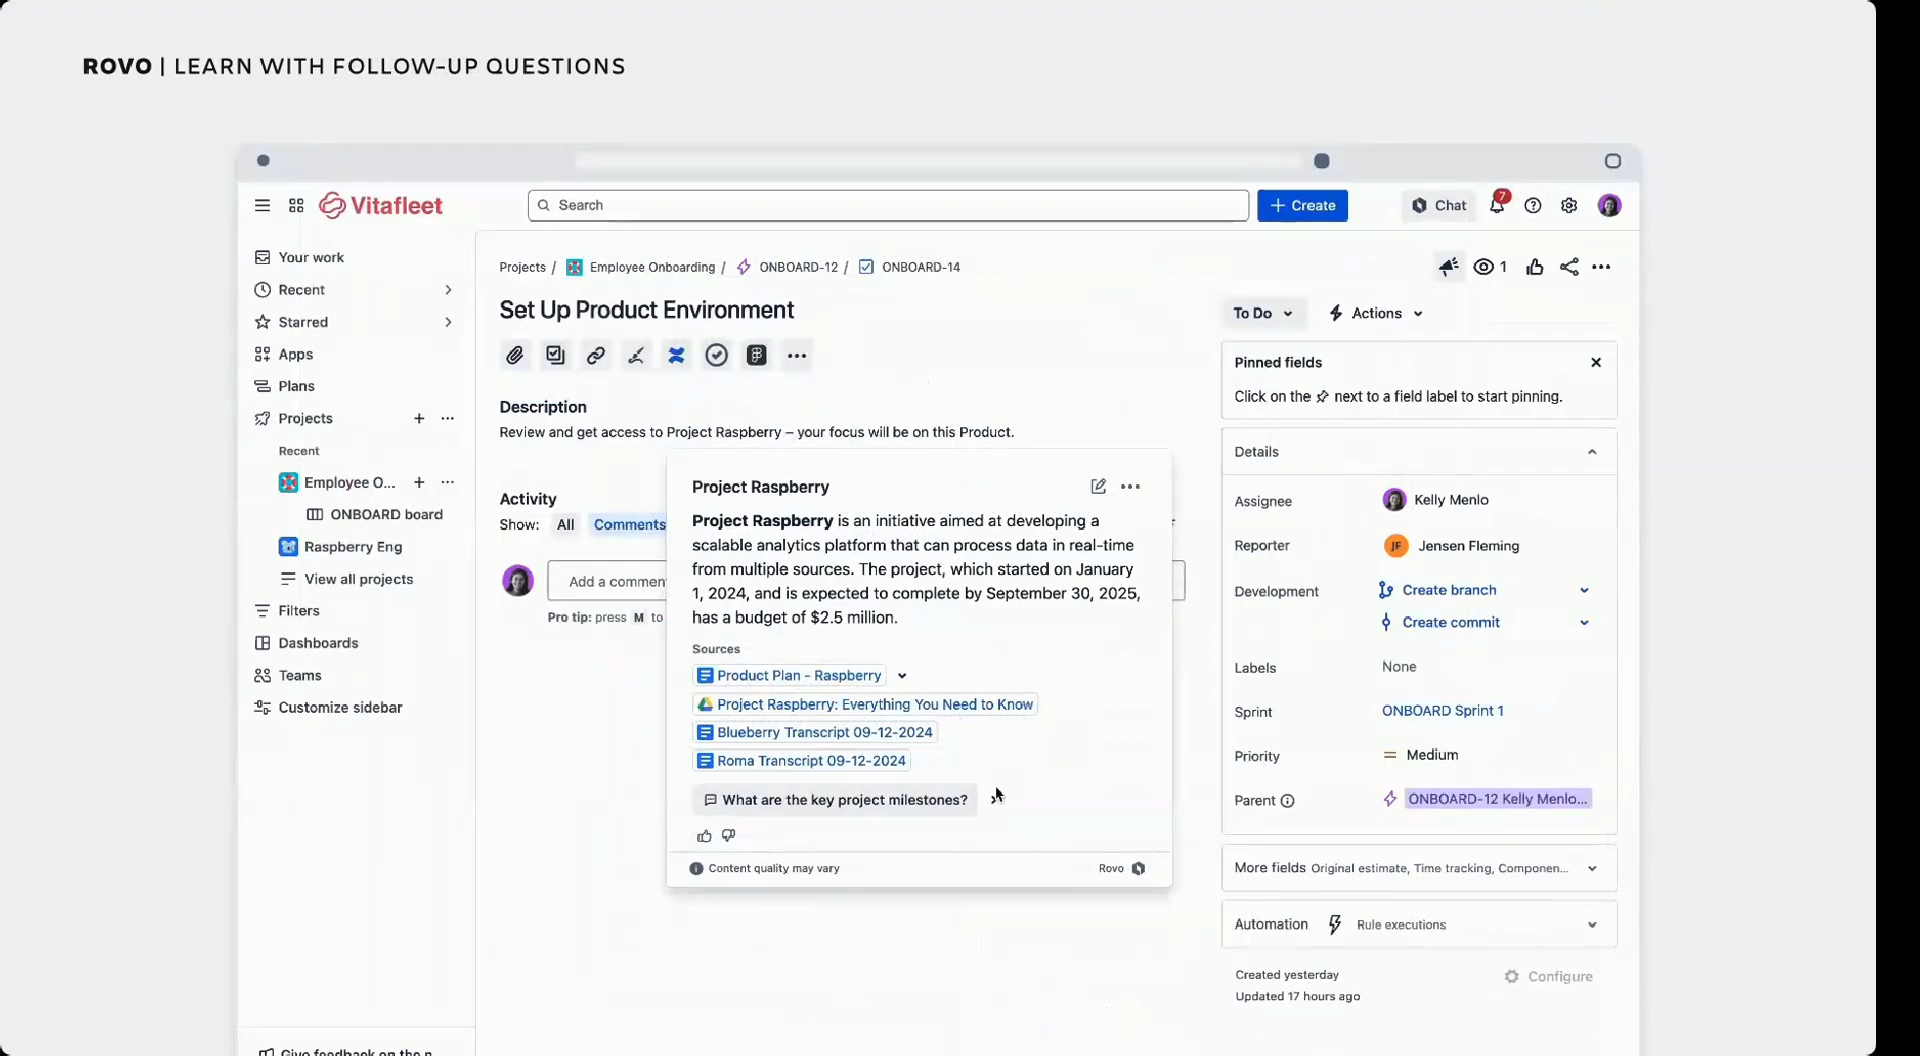 ROVO | LEARN WITH FOLLOW-UP QUESTIONS
Vitafleet
Search
+ Create
Chat
7
Your work
Recent
Starred
Apps
Plans
Projects
Recent
Employee O...
ONBOARD board
Raspberry Eng
View all projects
Filters
Dashboards
Teams
Customize sidebar
Give feedback on the n
Projects / Employee Onboarding / ONBOARD-12 / ONBOARD-14
1
Set Up Product Environment
Description
Review and get access to Project Raspberry – your focus will be on this Product.
Activity
Show: All Comments
Add a commen
Pro tip: press M to
Project Raspberry
Project Raspberry is an initiative aimed at developing a
scalable analytics platform that can process data in real-time
from multiple sources. The project, which started on January
1, 2024, and is expected to complete by September 30, 2025,
has a budget of $2.5 million.
Sources
Product Plan - Raspberry
Project Raspberry: Everything You Need to Know
Blueberry Transcript 09-12-2024
Roma Transcript 09-12-2024
What are the key project milestones?
Content quality may vary
Rovo
To Do
Actions
Pinned fields
Click on the next to a field label to start pinning.
Details
Assignee
Kelly Menlo
Reporter
JF Jensen Fleming
Development
Create branch
Create commit
Labels
None
Sprint
ONBOARD Sprint 1
Priority
Medium
Parent
ONBOARD-12 Kelly Menlo...
More fields Original estimate, Time tracking, Componen...
Automation Rule executions
Created yesterday
Updated 17 hours ago
Configure